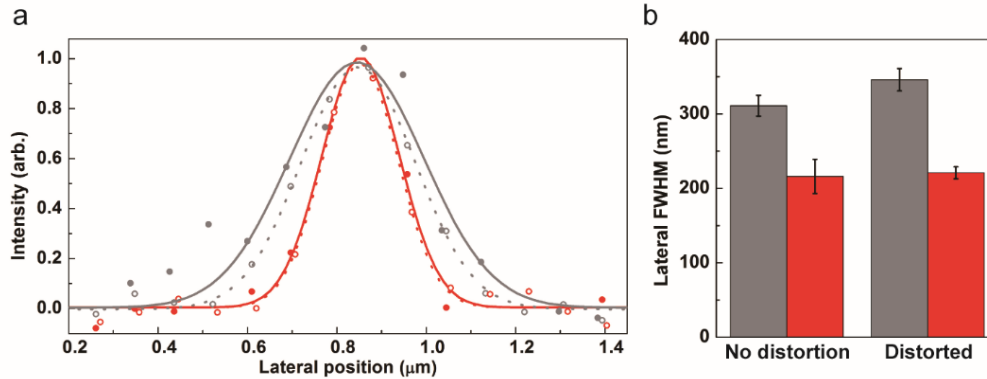 a
b
Intensity (arb.)
1.0
0.8
0.6
0.4
0.2
0.0
0.2
0.4
0.6
0.8
1.0
1.2
1.4
Lateral position (μm)
Lateral FWHM (nm)
400
300
200
100
0
No distortion
Distorted